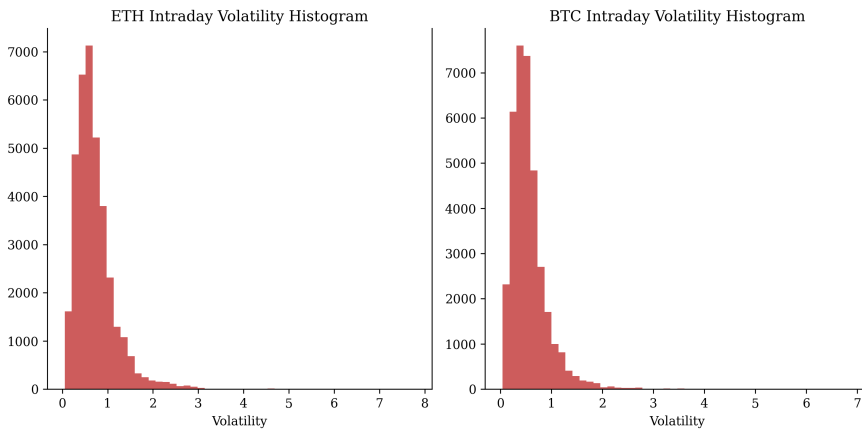 ETH Intraday Volatility Histogram
7000
6000
5000
4000
3000
2000
1000
0
0 1 2 3 4 5 6 7 8
Volatility
BTC Intraday Volatility Histogram
7000
6000
5000
4000
3000
2000
1000
0
0 1 2 3 4 5 6 7
Volatility